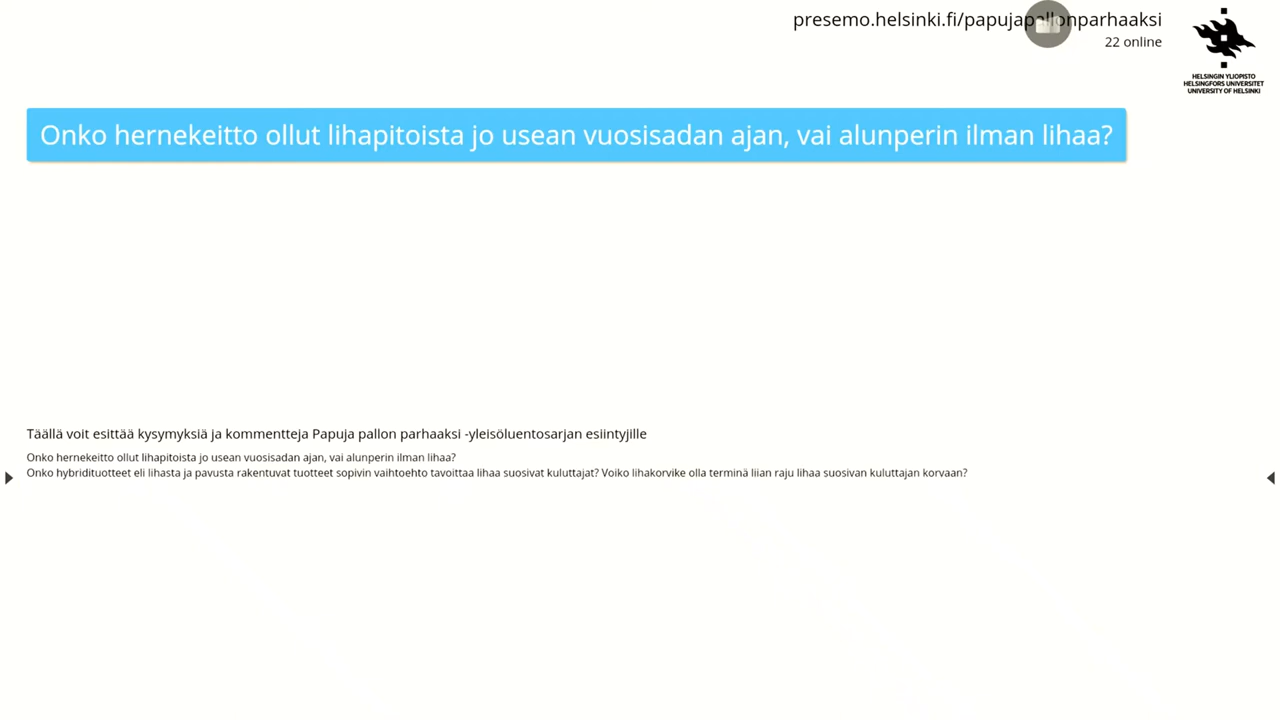 presemo.helsinki.fi/papujapallonparhaaksi
22 online
HELSINGIN YLIOPISTO
HELSINGFORS UNIVERSITET
UNIVERSITY OF HELSINKI
Onko hernekeitto ollut lihapitoista jo usean vuosisadan ajan, vai alunperin ilman lihaa?
Täällä voit esittää kysymyksiä ja kommentteja Papuja pallon parhaaksi -yleisöluentosarjan esiintyjille
Onko hernekeitto ollut lihapitoista jo usean vuosisadan ajan, vai alunperin ilman lihaa?
Onko hybridituotteet eli lihasta ja pavusta rakentuvat tuotteet sopivin vaihtoehto tavoittaa lihaa suosivat kuluttajat? Voiko lihakorvike olla terminä liian raju lihaa suosivan kuluttajan korvaan?